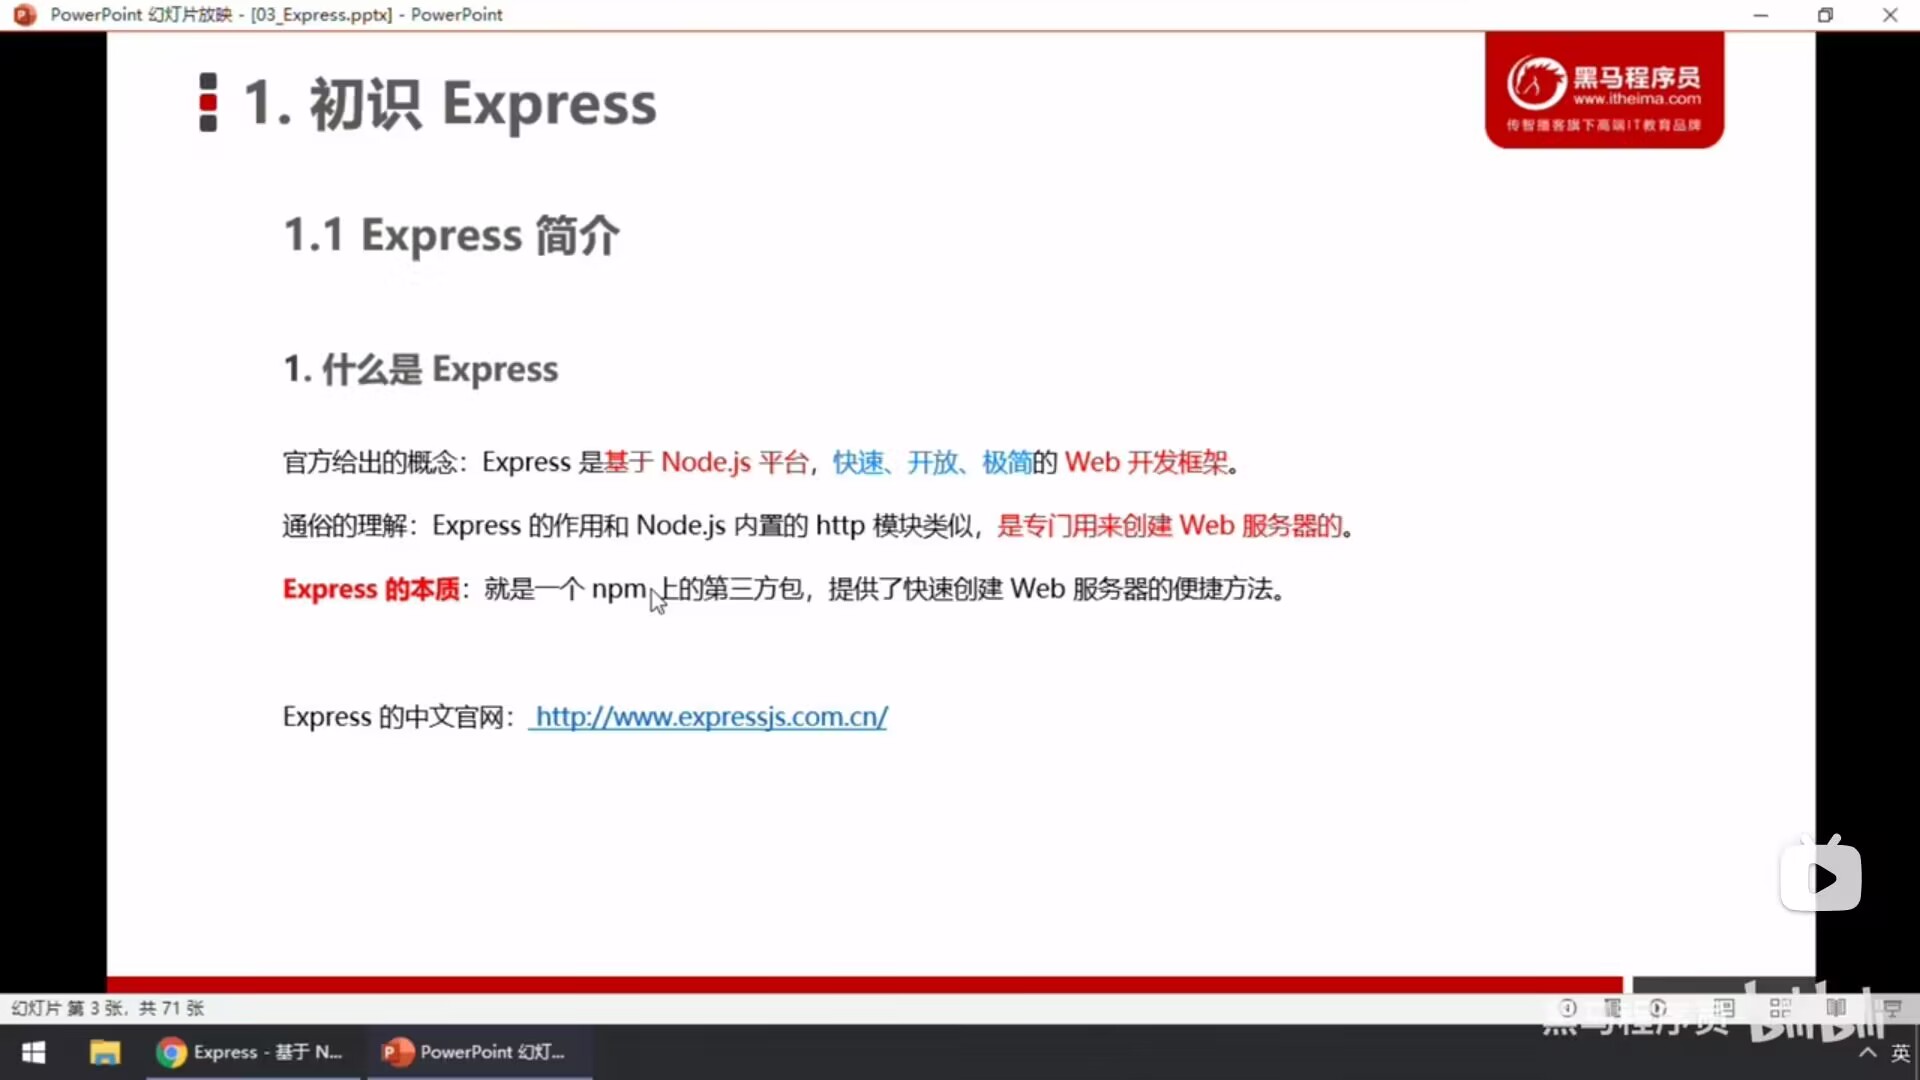 PowerPoint 幻灯片放映 - [03_Express.pptx] - PowerPoint
1. 初识 Express
黑马程序员
www.itheima.com
传智播客旗下高端IT教育品牌
1.1 Express 简介
1. 什么是 Express
官方给出的概念：Express 是基于 Node.js 平台，快速、开放、极简的 Web 开发框架。
通俗的理解：Express 的作用和 Node.js 内置的 http 模块类似，是专门用来创建 Web 服务器的。
Express 的本质：就是一个 npm 上的第三方包，提供了快速创建 Web 服务器的便捷方法。
Express 的中文官网： http://www.expressjs.com.cn/
幻灯片 第 3 张，共 71 张
黑马程序员 bilibili
Express - 基于 N...
PowerPoint 幻灯...
英